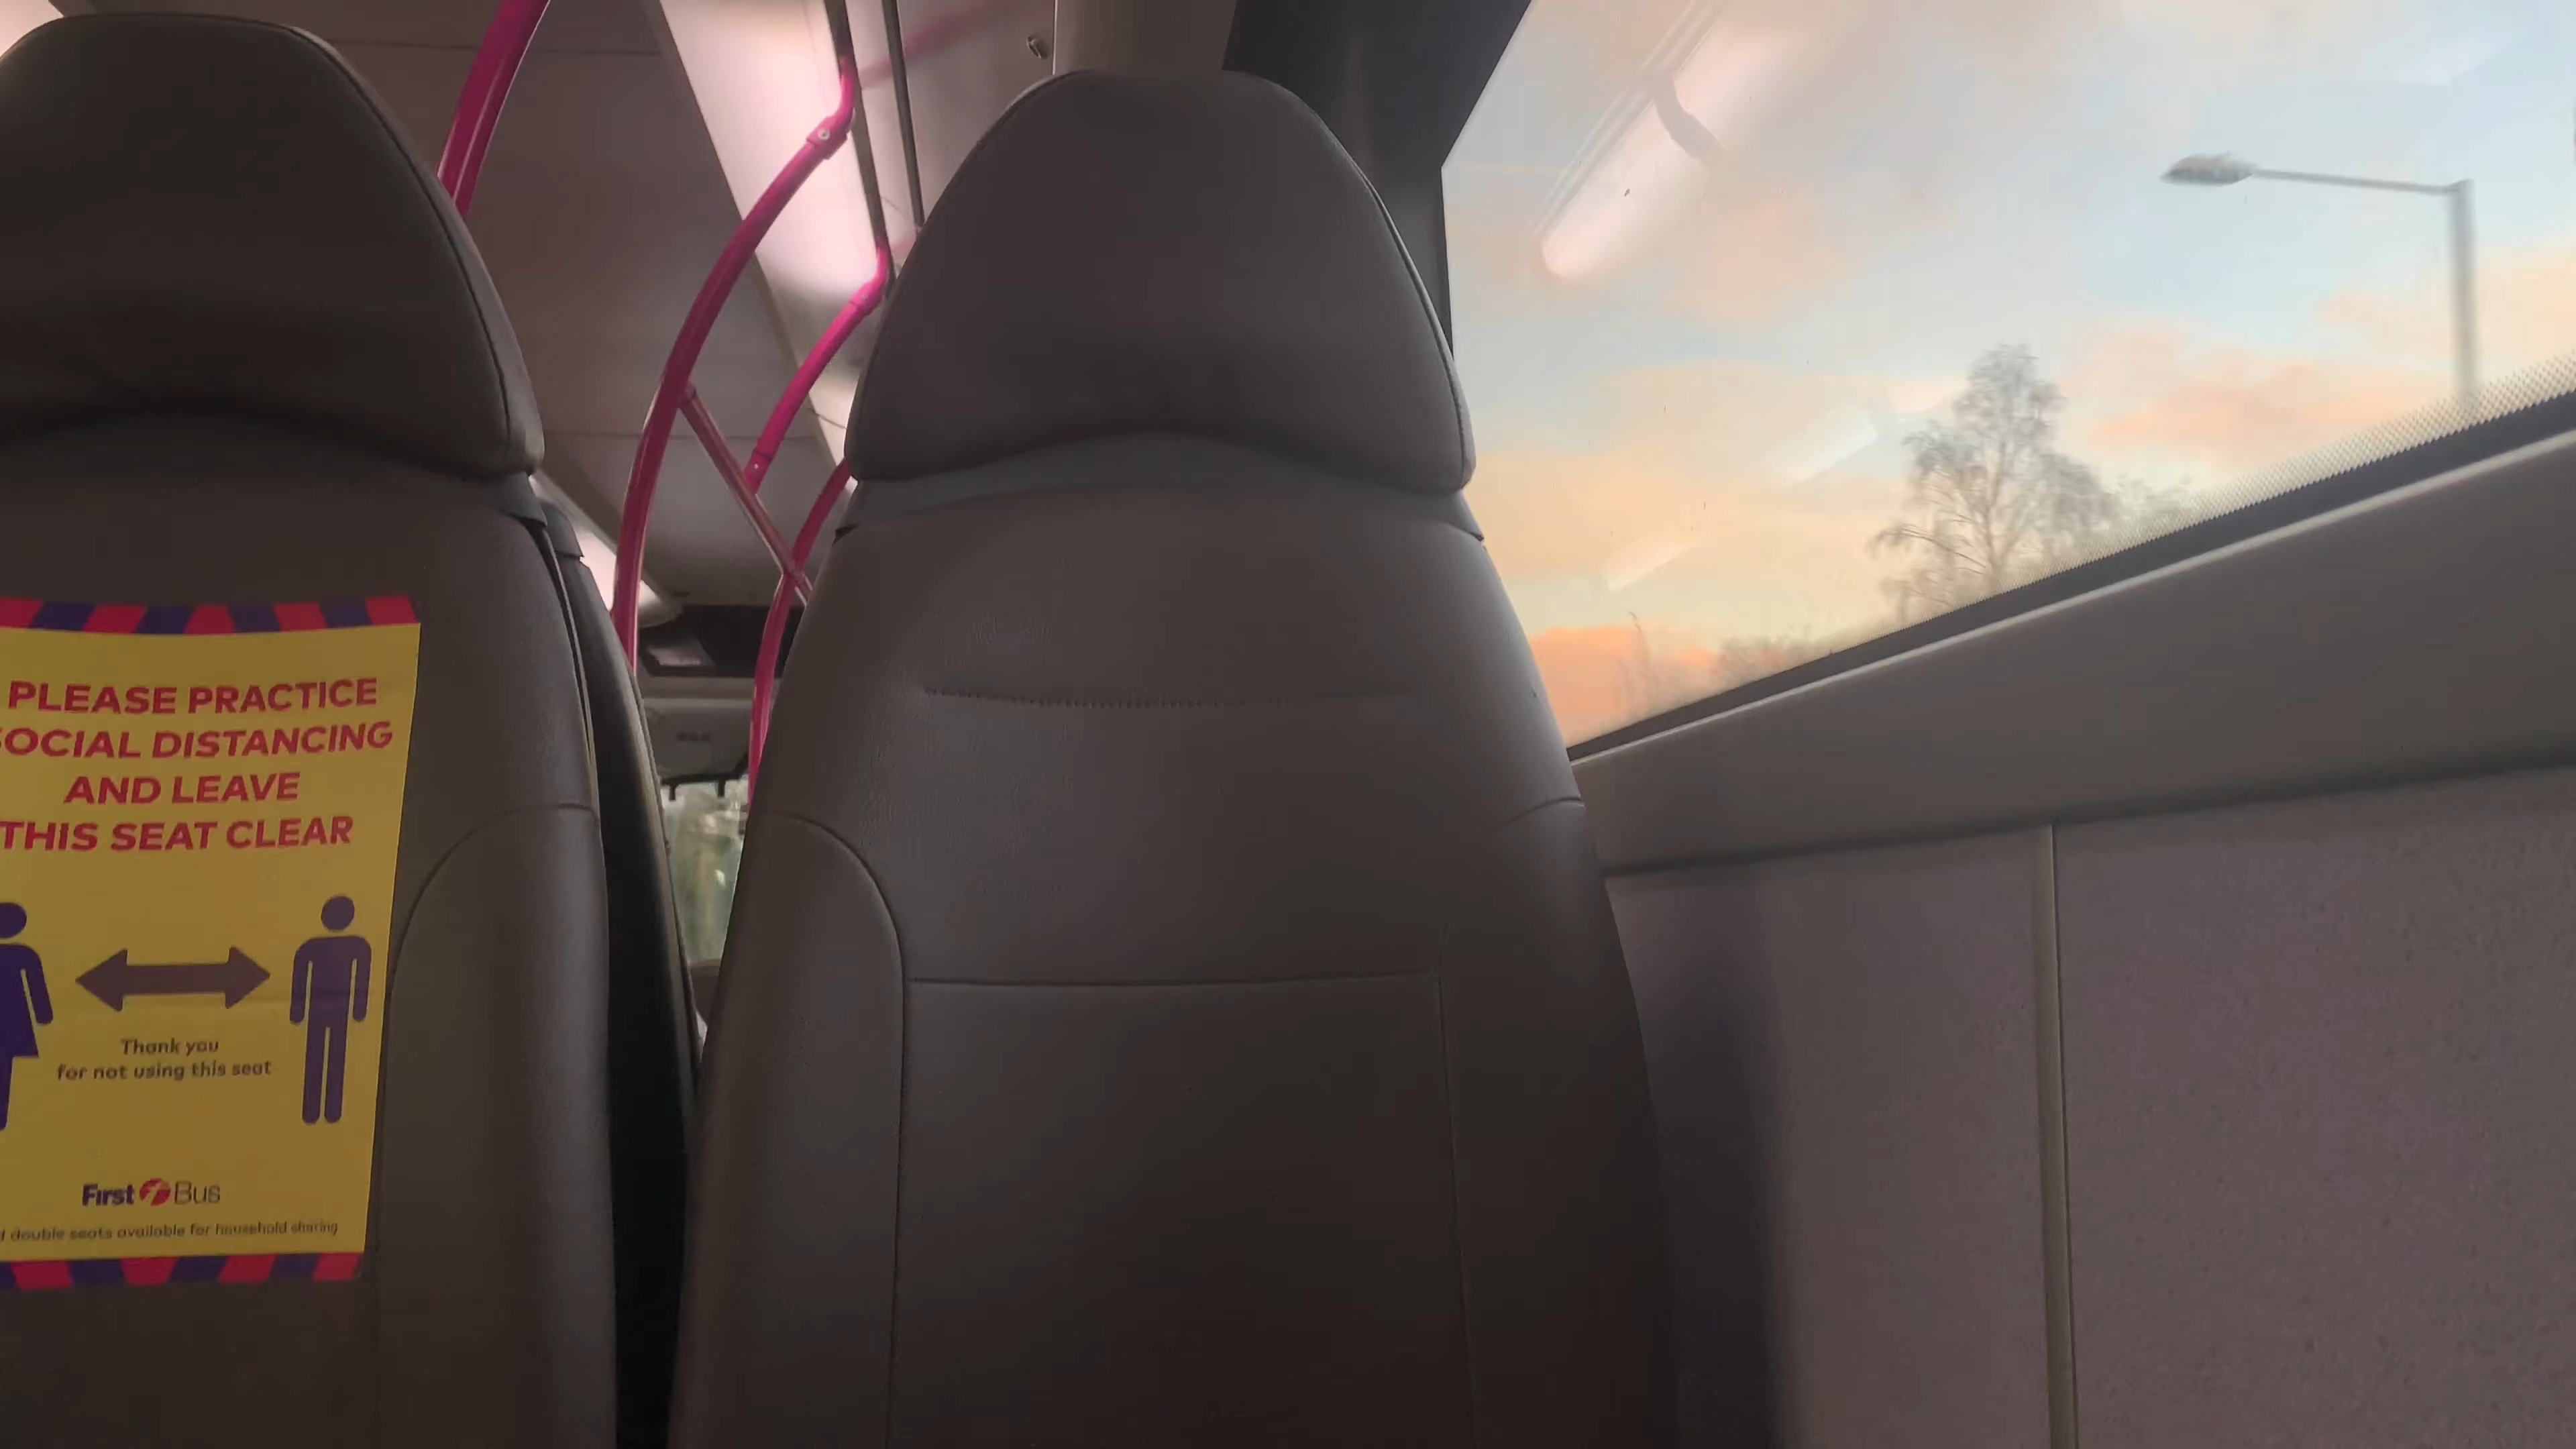 PLEASE PRACTICE
SOCIAL DISTANCING
AND LEAVE
THIS SEAT CLEAR
Thank you
for not using this seat
First Bus
double seats available for household sharing